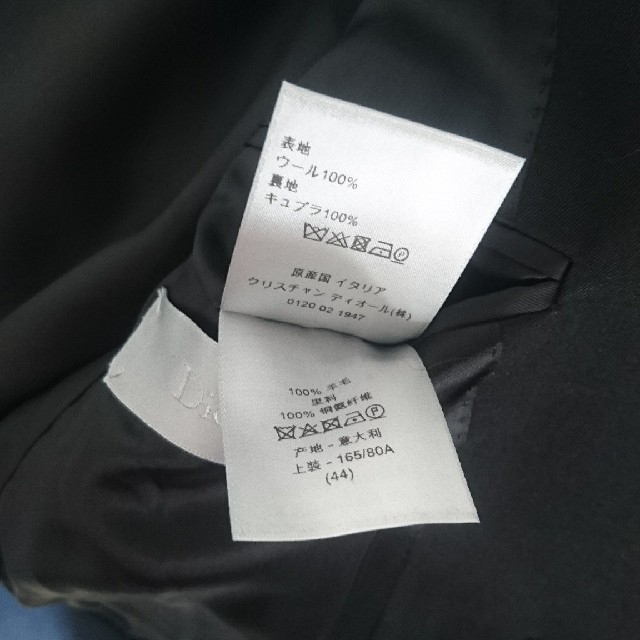 表地
ウール100%
裏地
キュプラ100%
原産国 イタリア
クリスチャン ディオール(株)
0120 02 1947
100% 羊毛
里料
100% 铜氨纤维
产地 - 意大利
上装 - 165/80A
(44)